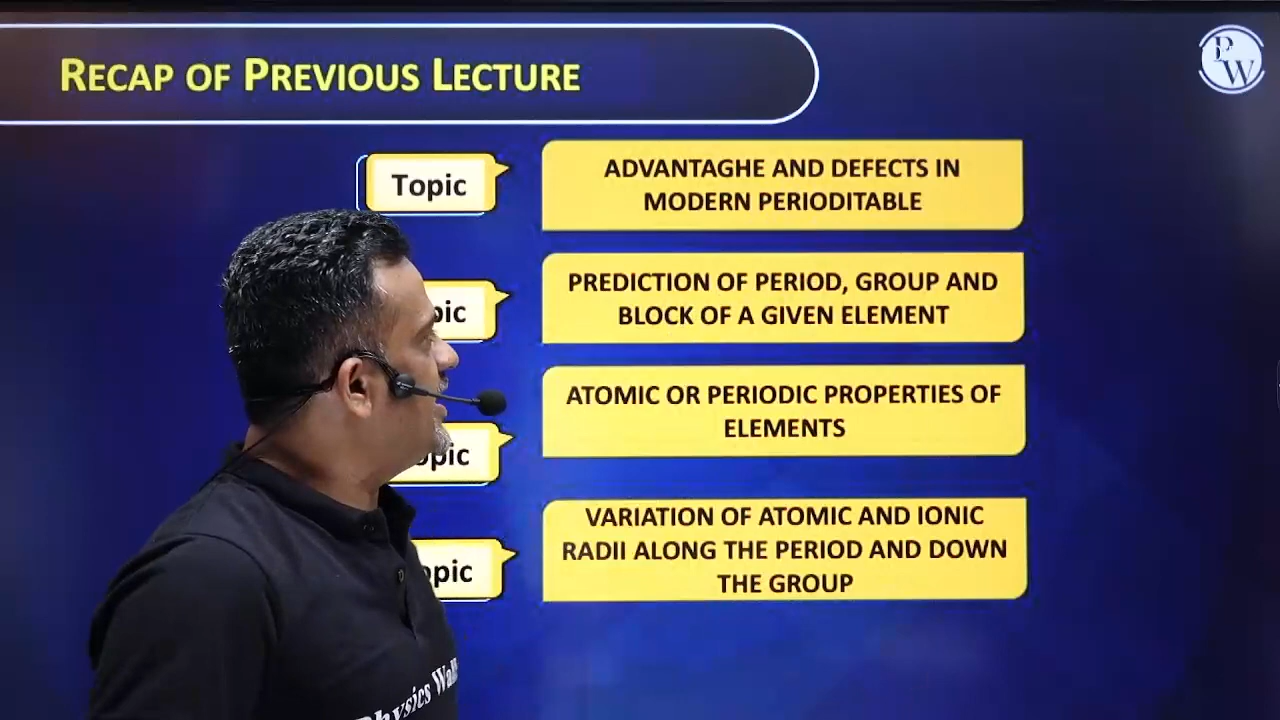 RECAP OF PREVIOUS LECTURE
PW
Topic
ADVANTAGHE AND DEFECTS IN
MODERN PERIODITABLE
PREDICTION OF PERIOD, GROUP AND
BLOCK OF A GIVEN ELEMENT
ATOMIC OR PERIODIC PROPERTIES OF
ELEMENTS
VARIATION OF ATOMIC AND IONIC
RADII ALONG THE PERIOD AND DOWN
THE GROUP
Physics